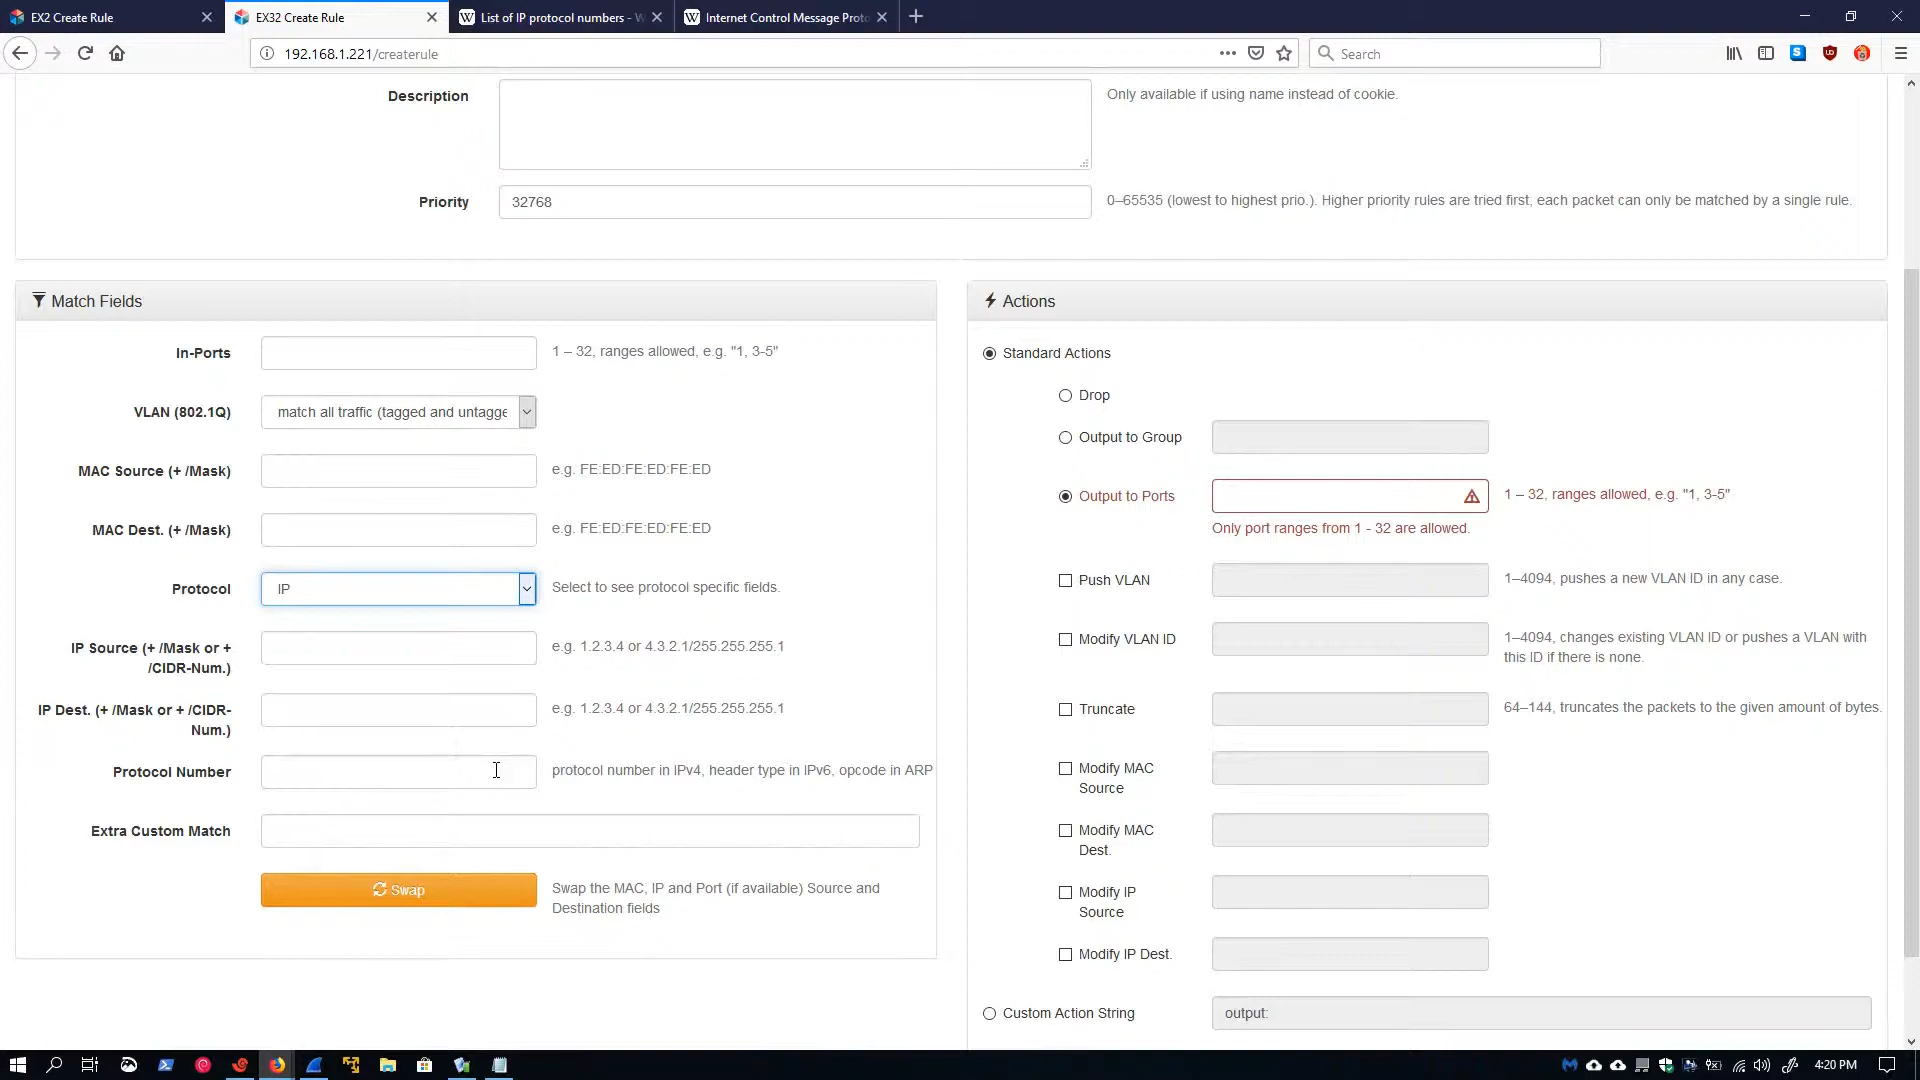 EX2 Create Rule
EX32 Create Rule
List of IP protocol numbers - W
Internet Control Message Proto
192.168.1.221/createrule
Search
Description
Only available if using name instead of cookie.
Priority
32768
0–65535 (lowest to highest prio.). Higher priority rules are tried first, each packet can only be matched by a single rule.
Match Fields
In-Ports
1 – 32, ranges allowed, e.g. "1, 3-5"
VLAN (802.1Q)
match all traffic (tagged and untagge
MAC Source (+ /Mask)
e.g. FE:ED:FE:ED:FE:ED
MAC Dest. (+ /Mask)
e.g. FE:ED:FE:ED:FE:ED
Protocol
IP
Select to see protocol specific fields.
IP Source (+ /Mask or +
/CIDR-Num.)
e.g. 1.2.3.4 or 4.3.2.1/255.255.255.1
IP Dest. (+ /Mask or + /CIDR-
Num.)
e.g. 1.2.3.4 or 4.3.2.1/255.255.255.1
Protocol Number
protocol number in IPv4, header type in IPv6, opcode in ARP
Extra Custom Match
Swap
Swap the MAC, IP and Port (if available) Source and
Destination fields
Actions
Standard Actions
Drop
Output to Group
Output to Ports
1 – 32, ranges allowed, e.g. "1, 3-5"
Only port ranges from 1 - 32 are allowed.
Push VLAN
1–4094, pushes a new VLAN ID in any case.
Modify VLAN ID
1–4094, changes existing VLAN ID or pushes a VLAN with
this ID if there is none.
Truncate
64–144, truncates the packets to the given amount of bytes.
Modify MAC
Source
Modify MAC
Dest.
Modify IP
Source
Modify IP Dest.
Custom Action String
output:
4:20 PM